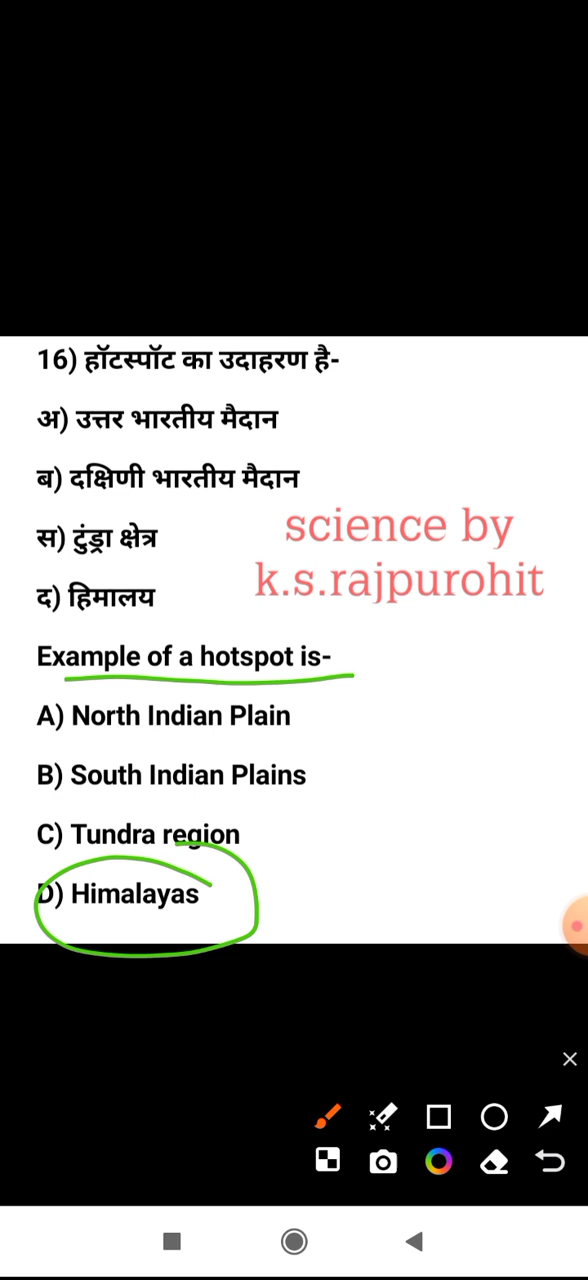 16) हॉटस्पॉट का उदाहरण है-
अ) उत्तर भारतीय मैदान
ब) दक्षिणी भारतीय मैदान
स) टुंड्रा क्षेत्र
द) हिमालय
science by
k.s.rajpurohit
Example of a hotspot is-
A) North Indian Plain
B) South Indian Plains
C) Tundra region
D) Himalayas